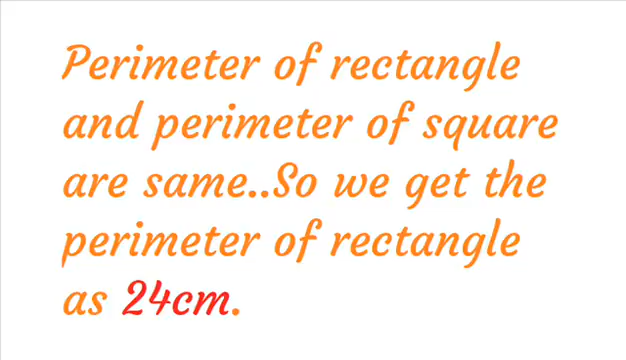 Perimeter of rectangle
and perimeter of square
are same..So we get the
perimeter of rectangle
as 24cm.